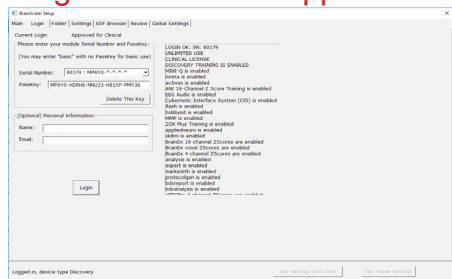 BrainAvatar Setup
Main Login Folder Settings EDF Browser Review Global Settings
Current Login Approved for Clinical
Please enter your module Serial Number and PassKey:
(You may enter "basic" with no Passkey for basic use)
Serial Number: 60179 : MP6Y0-*-*-*-*
PassKey:
Delete This Key
(Optional) Personal Information:
Name:
Email:
Login
LOGIN OK: SN: 60179
UNLIMITED USE
CLINICAL LICENSE
DISCOVERY TRAINING IS ENABLED
MINI-Q is enabled
loreta is enabled
activex is enabled
ANI 19-Channel Z Score Training is enabled
EEG Audio is enabled
Cybernetic Interface System (CIS) is enabled
flash is enabled
hobbyist is enabled
MMP is enabled
ZOK Plus Training is enabled
appliedneuro is enabled
skilmi is enabled
BrainDx 19 channel ZScores are enabled
BrainDx voxel ZScores are enabled
BrainDx 4 channel ZScores are enabled
analysis is enabled
expert is enabled
marksmith is enabled
protocolgen is enabled
bdxreport is enabled
bdxanalysis is enabled
Logged in, device type Discovery
Use Settings and Close Use These Settings